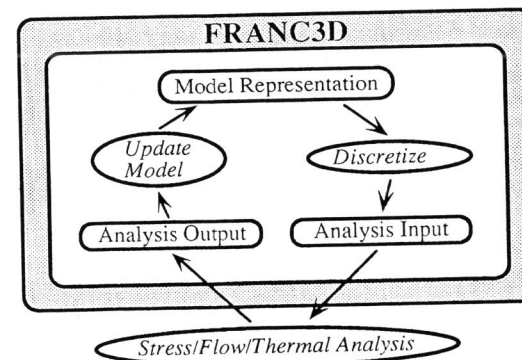 FRANC3D
Model Representation
Update
Model
Discretize
Analysis Output
Analysis Input
Stress/Flow/Thermal Analysis